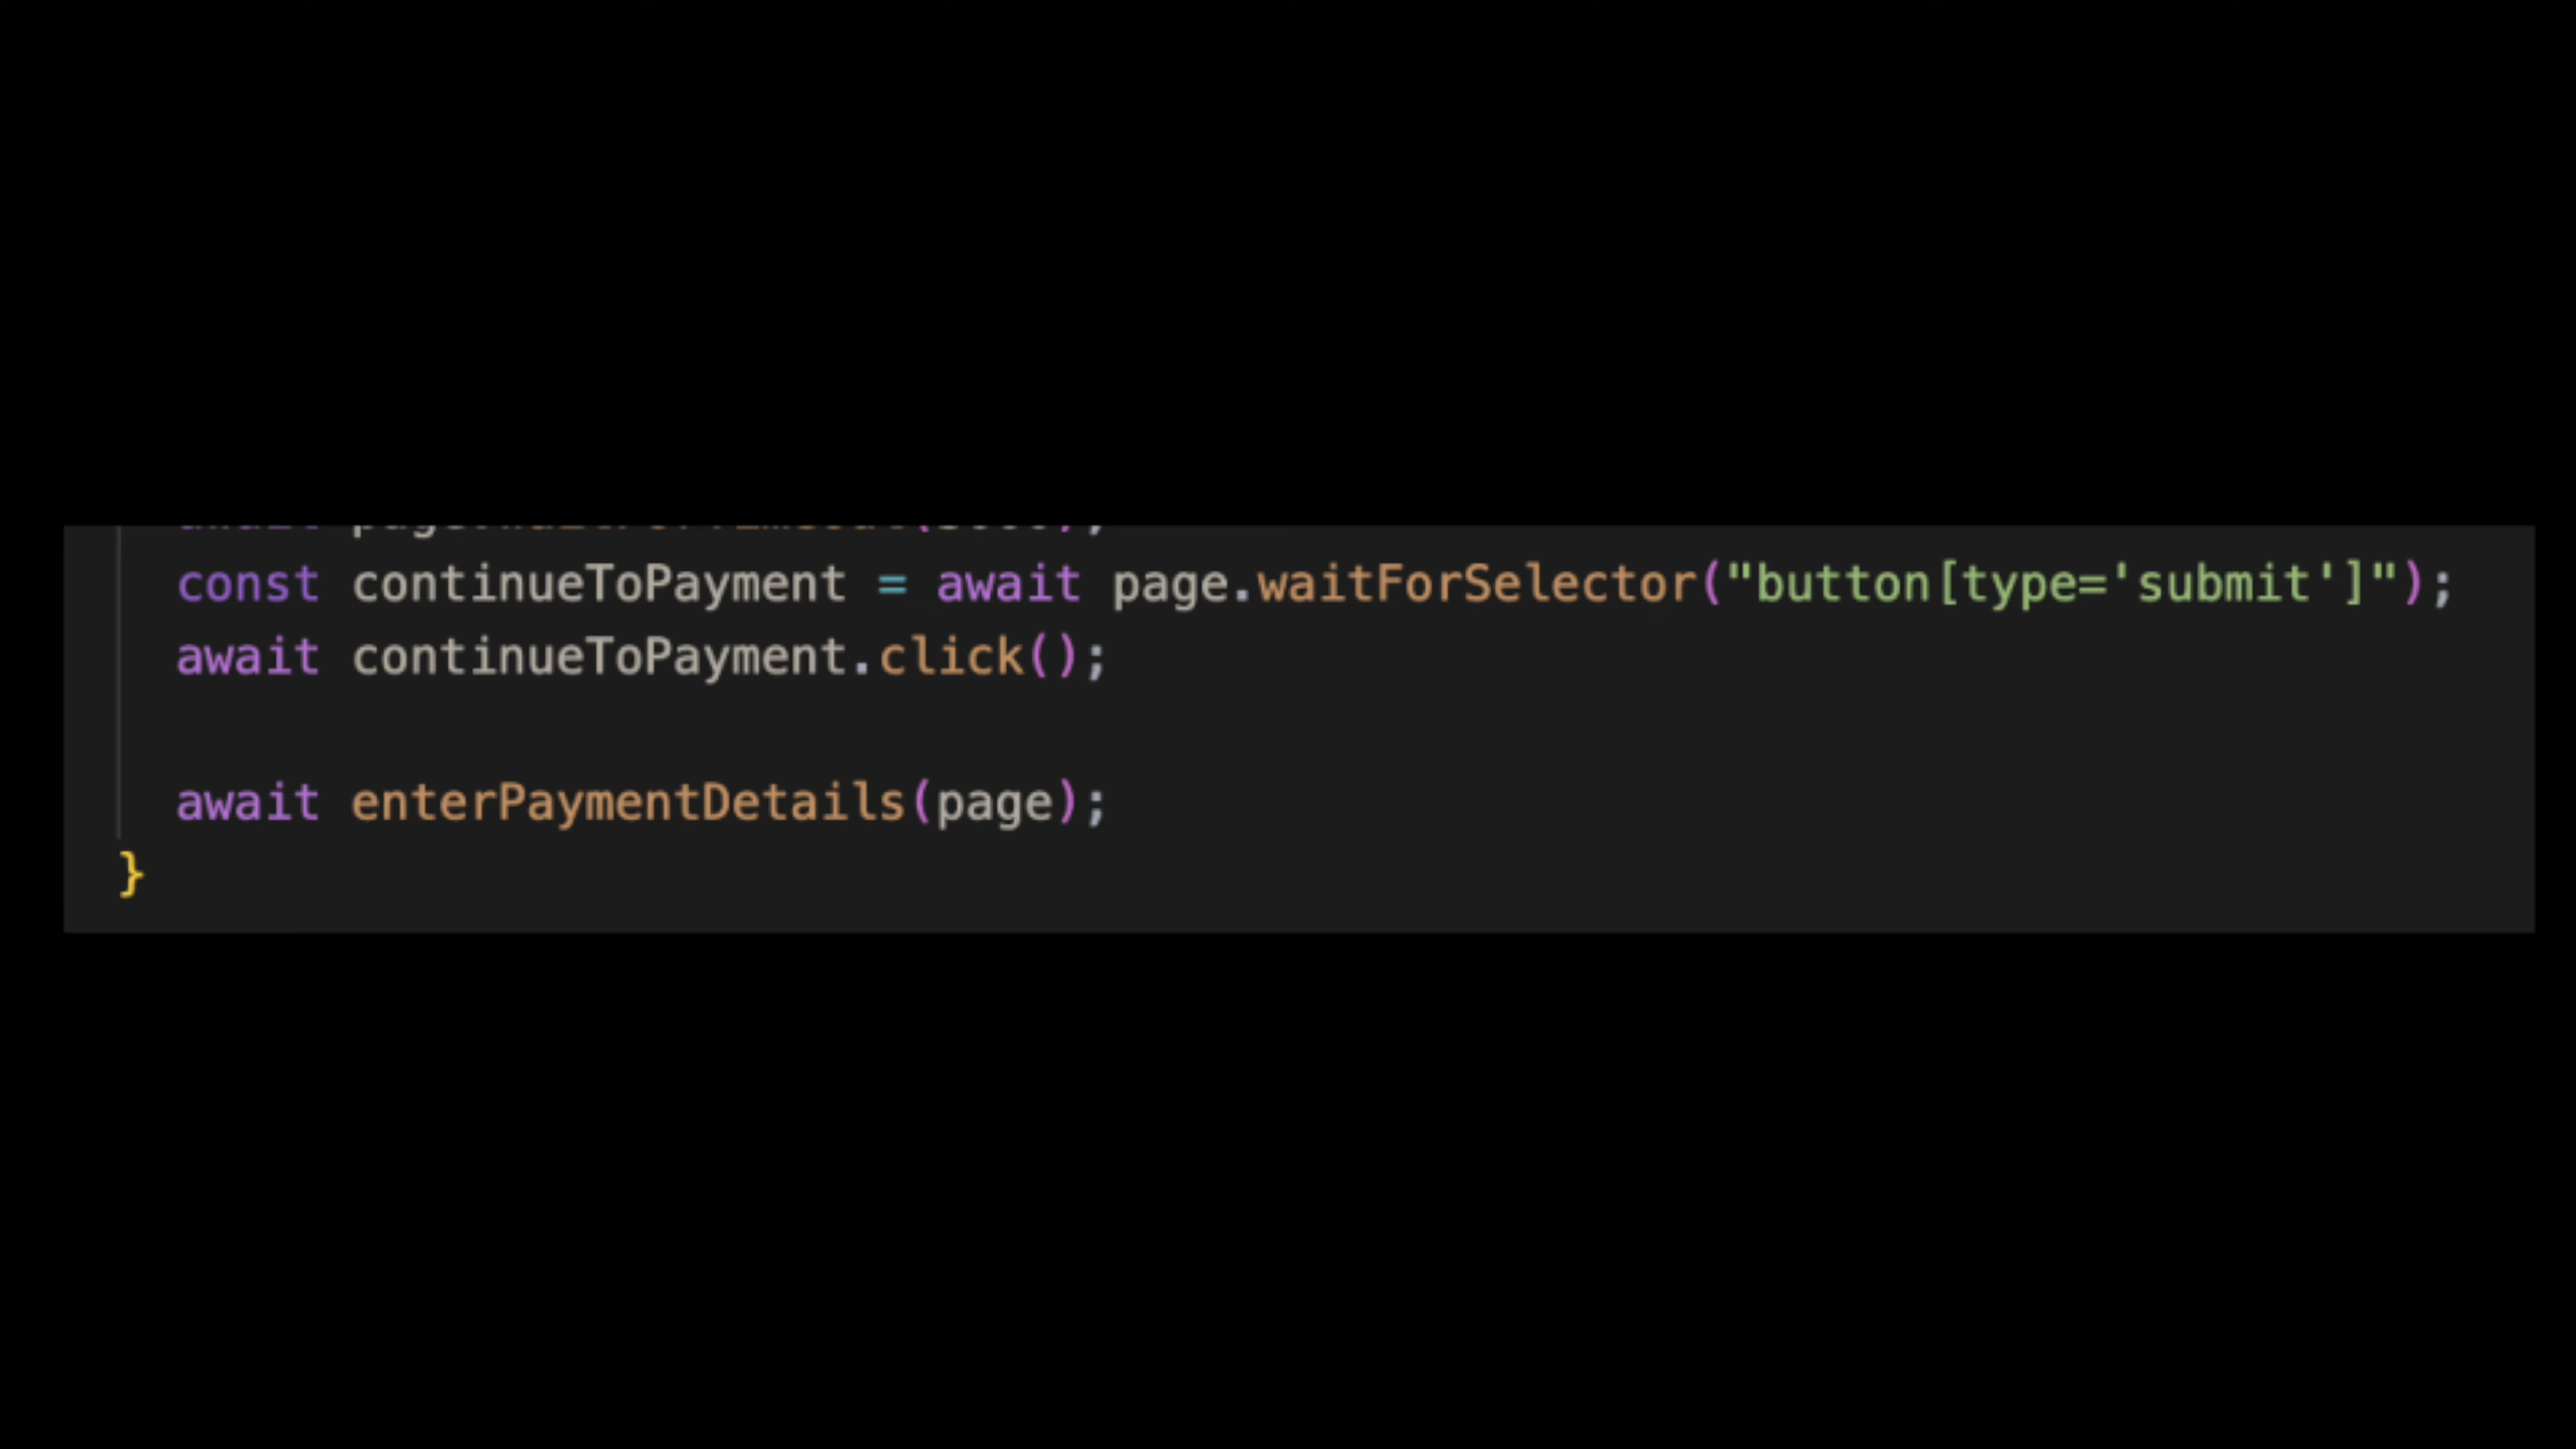 const continueToPayment = await page.waitForSelector("button[type='submit']");
await continueToPayment.click();
await enterPaymentDetails(page);
}